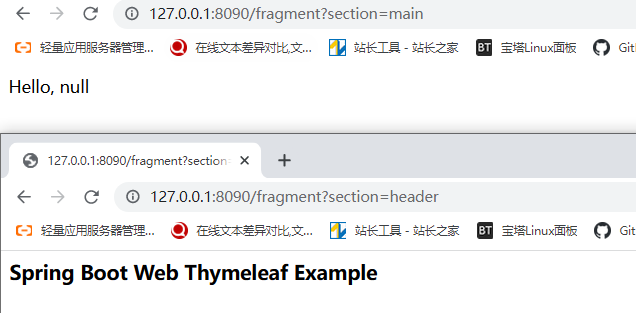 127.0.0.1:8090/fragment?section=main
轻量应用服务器管理... 在线文本差异对比,文... 站长工具 - 站长之家 BT 宝塔Linux面板
Hello, null
127.0.0.1:8090/fragment?section=
127.0.0.1:8090/fragment?section=header
轻量应用服务器管理... 在线文本差异对比,文... 站长工具 - 站长之家 BT 宝塔Linux面板
Spring Boot Web Thymeleaf Example